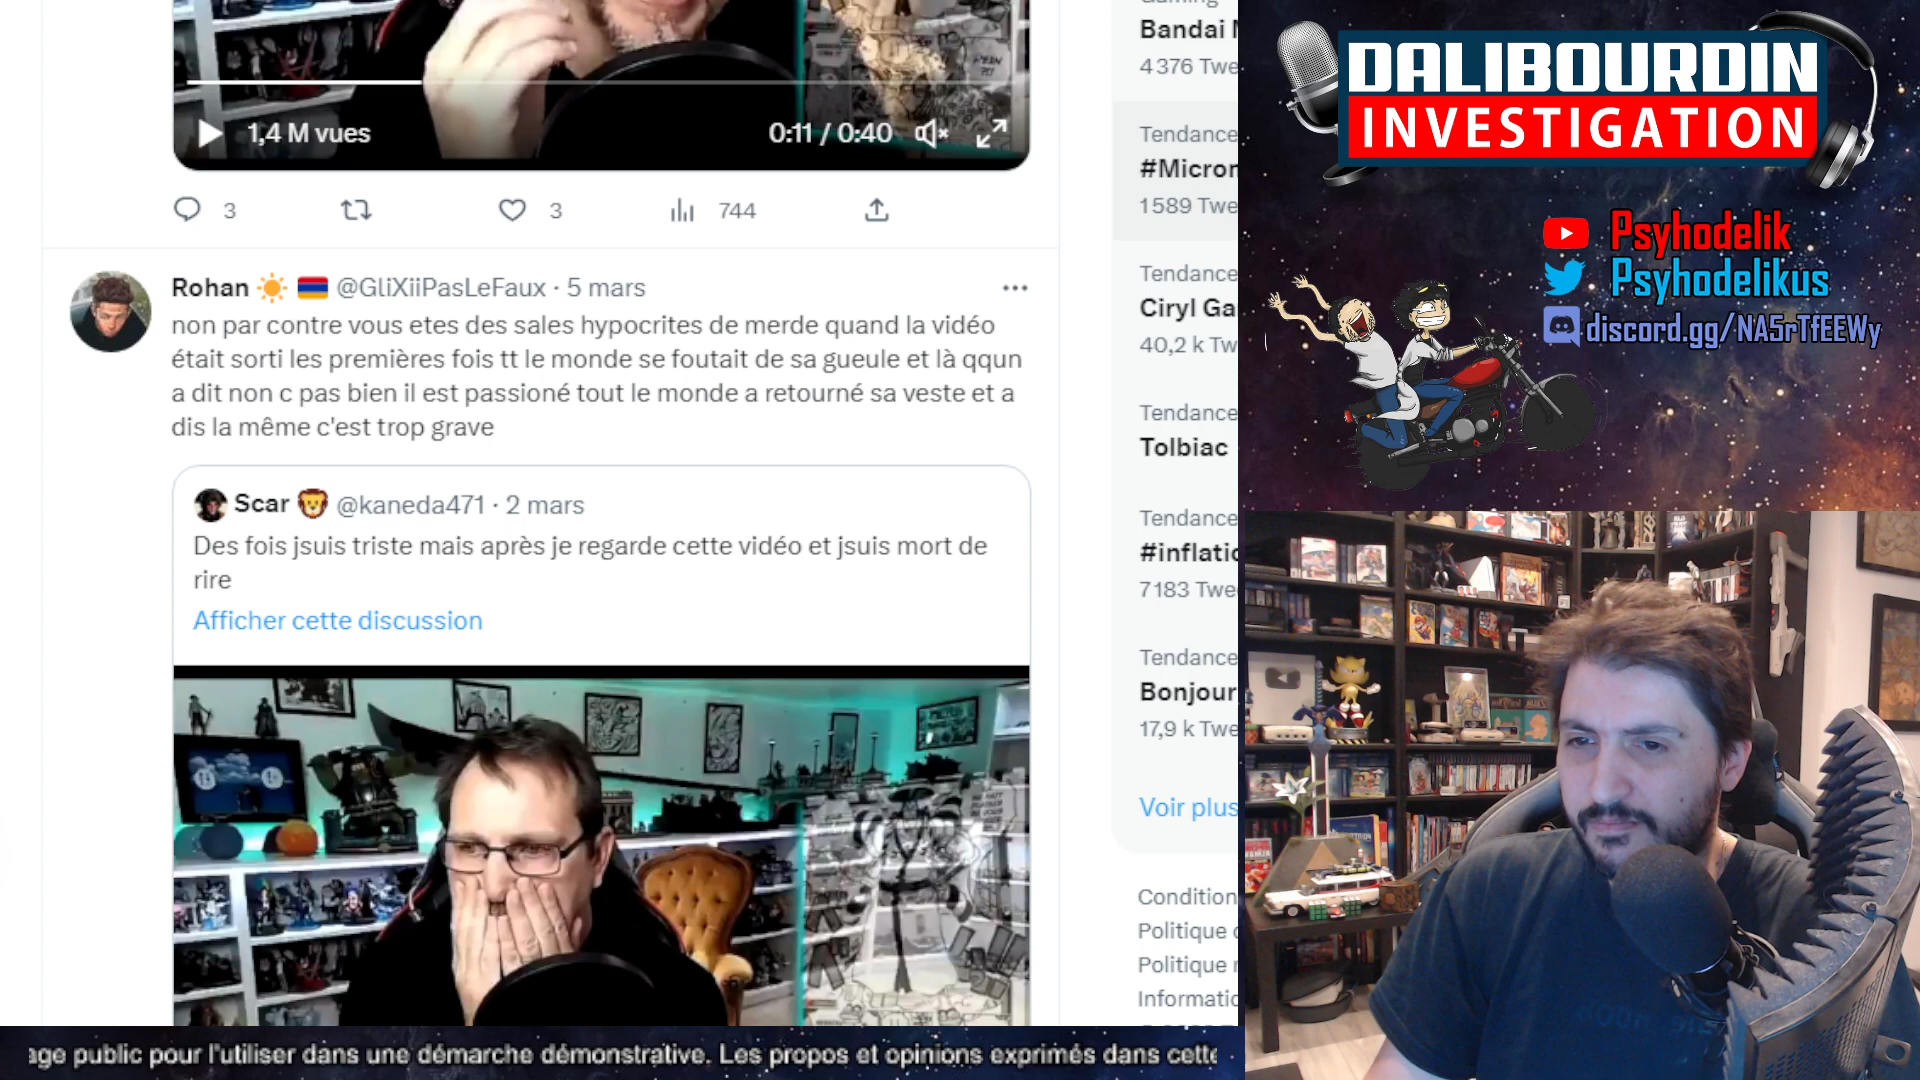 1,4 M vues
0:11 / 0:40
3
3
744
Rohan @GLiXiiPasLeFaux · 5 mars
non par contre vous etes des sales hypocrites de merde quand la vidéo
était sorti les premières fois tt le monde se foutait de sa gueule et là qqun
a dit non c pas bien il est passioné tout le monde a retourné sa veste et a
dis la même c'est trop grave
Scar @kaneda471 · 2 mars
Des fois jsuis triste mais après je regarde cette vidéo et jsuis mort de
rire
Afficher cette discussion
Bandai
4 376 Twe
Tendance
#Micron
1 589 Twe
Tendance
Ciryl Ga
40,2 k Tw
Tendance
Tolbiac
Tendance
#inflatio
7 183 Twe
Tendance
Bonjour
17,9 k Twe
Voir plus
Condition
Politique
Politique
Informatic
DALIBOURDIN
INVESTIGATION
Psyhodelik
Psyhodelikus
discord.gg/NA5rTfEEWy
age public pour l'utiliser dans une démarche démonstrative. Les propos et opinions exprimés dans cette